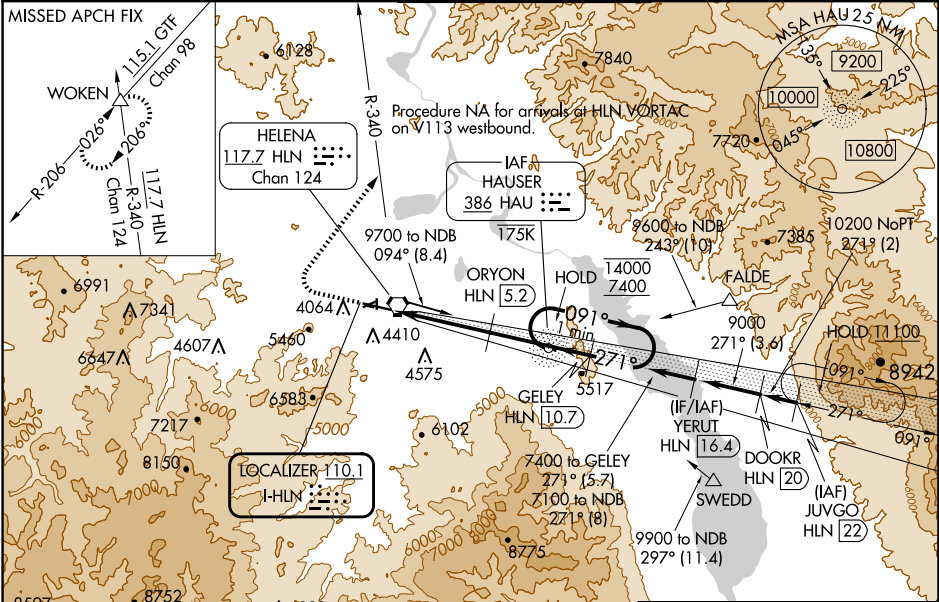 MISSED APCH FIX
115.1 GTF
Chan 98
WOKEN
026°
206°
R-206
R-340
Chan 124
117.7 HLN
6128
7840
R-340
Procedure NA for arrivals at HLN VORTAC
on V113 westbound.
MSA HAU 25 NM
135°
9200
225°
10000
045°
10800
5000
7720
HELENA
117.7 HLN
Chan 124
IAF
HAUSER
386 HAU
175K
9700 to NDB
094° (8.4)
9600 to NDB
243° (10)
7385
10200 NoPT
271° (2)
ORYON
HLN 5.2
HOLD
14000
7400
FALDE
9000
271° (3.6)
HOLD 11100
6991
7341
4064
5460
4410
4607
6647
4575
091°
1 min
271°
5517
091°
8942
271°
091°
GELEY
HLN 10.7
(IF/IAF)
YERUT
HLN 16.4
DOOKR
HLN 20
(IAF)
JUVGO
HLN 22
6583
5000
7217
6102
8150
6000
7000
LOCALIZER 110.1
I-HLN
7400 to GELEY
271° (5.7)
7100 to NDB
271° (8)
SWEDD
9900 to NDB
297° (11.4)
8775
8752
8597